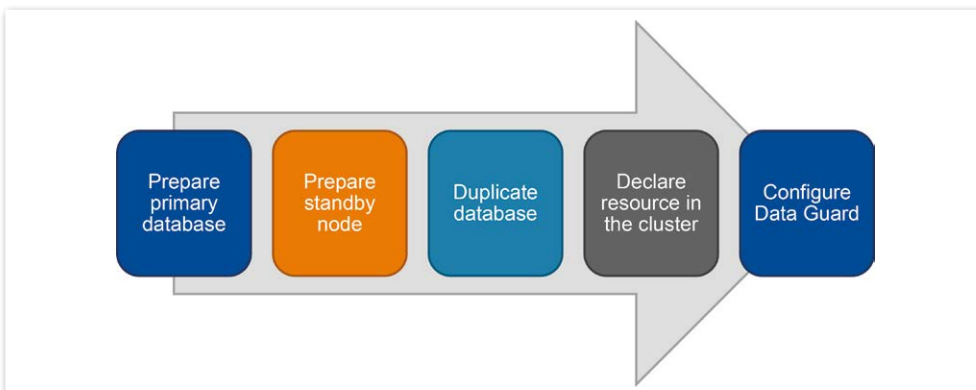 Prepare
primary
database
Prepare
standby
node
Duplicate
database
Declare
resource in
the cluster
Configure
Data Guard